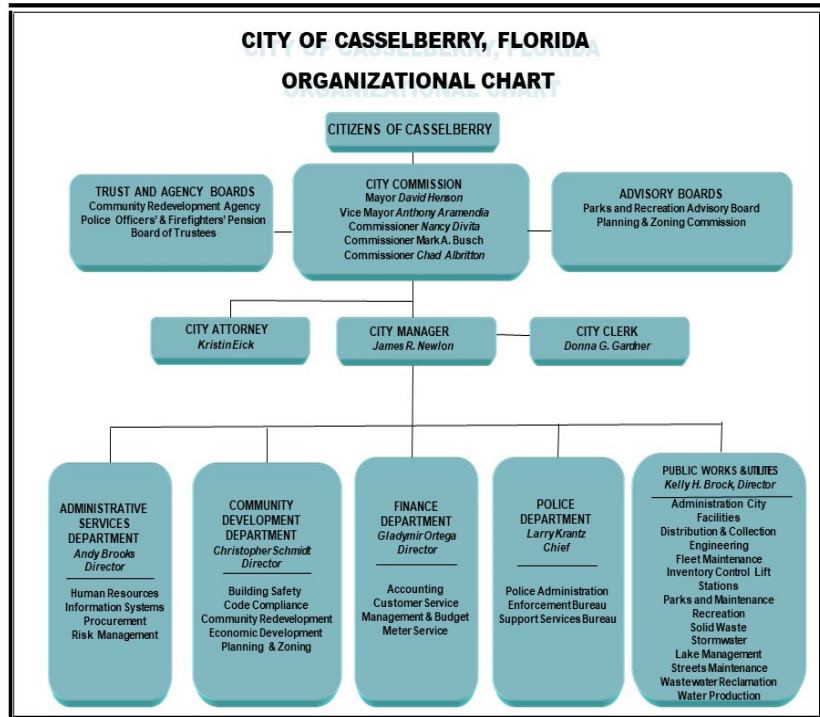 CITY OF CASSELBERRY, FLORIDA
ORGANIZATIONAL CHART
CITIZENS OF CASSELBERRY
TRUST AND AGENCY BOARDS
Community Redevelopment Agency
Police Officers' & Firefighters' Pension
Board of Trustees
CITY COMMISSION
Mayor David Henson
Vice Mayor Anthony Aramendia
Commissioner Nancy Divita
Commissioner Mark A. Busch
Commissioner Chad Albritton
ADVISORY BOARDS
Parks and Recreation Advisory Board
Planning & Zoning Commission
CITY ATTORNEY
Kristin Eick
CITY MANAGER
James R. Newlon
CITY CLERK
Donna G. Gardner
ADMINISTRATIVE
SERVICES
DEPARTMENT
Andy Brooks
Director
Human Resources
Information Systems
Procurement
Risk Management
COMMUNITY
DEVELOPMENT
DEPARTMENT
Christopher Schmidt
Director
Building Safety
Code Compliance
Community Redevelopment
Economic Development
Planning & Zoning
FINANCE
DEPARTMENT
Gladymir Ortega
Director
Accounting
Customer Service
Management & Budget
Meter Service
POLICE
DEPARTMENT
Larry Krantz
Chief
Police Administration
Enforcement Bureau
Support Services Bureau
PUBLIC WORKS & UTILITES
Kelly H. Brock, Director
Administration City
Facilities
Distribution & Collection
Engineering
Fleet Maintenance
Inventory Control Lift
Stations
Parks and Maintenance
Recreation
Solid Waste
Stormwater
Lake Management
Streets Maintenance
Wastewater Reclamation
Water Production